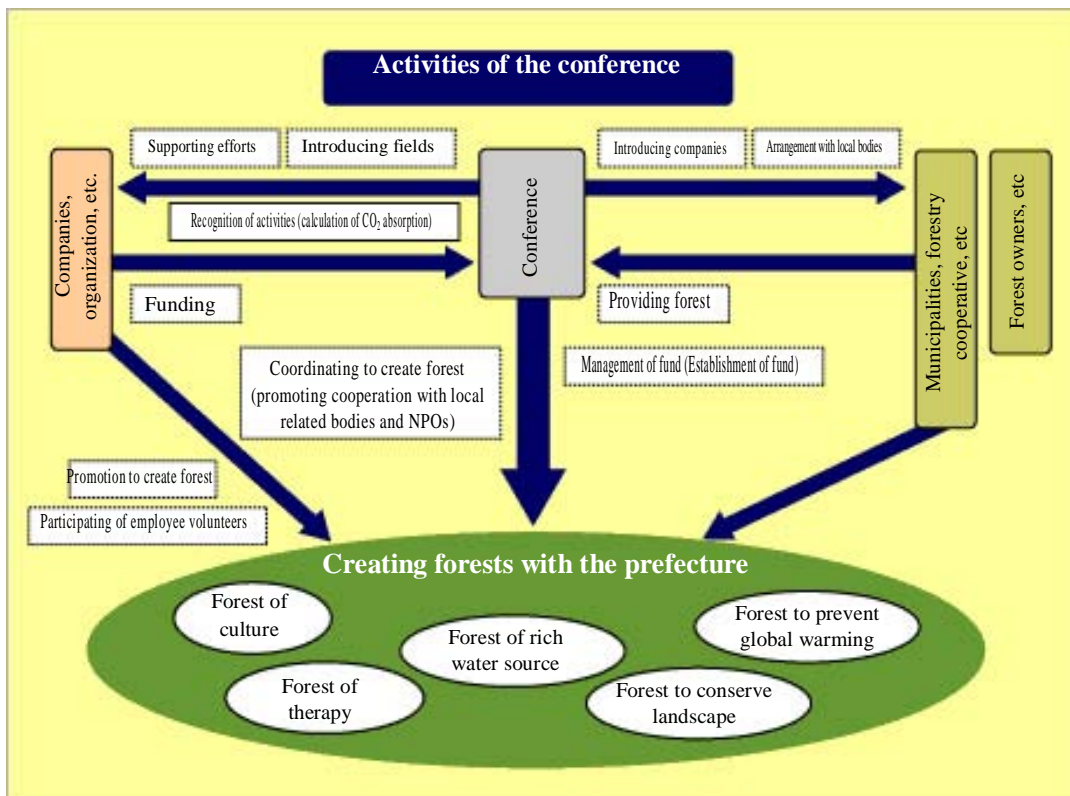 Activities of the conference
Supporting efforts
Introducing fields
Introducing companies
Arrangement with local bodies
Companies,
organization, etc.
Recognition of activities (calculation of CO₂ absorption)
Conference
Municipalities, forestry
cooperative, etc
Forest owners, etc
Funding
Providing forest
Coordinating to create forest
(promoting cooperation with local
related bodies and NPOs)
Management of fund (Establishment of fund)
Promotion to create forest
Participating of employee volunteers
Creating forests with the prefecture
Forest of
culture
Forest of rich
water source
Forest to prevent
global warming
Forest of
therapy
Forest to conserve
landscape